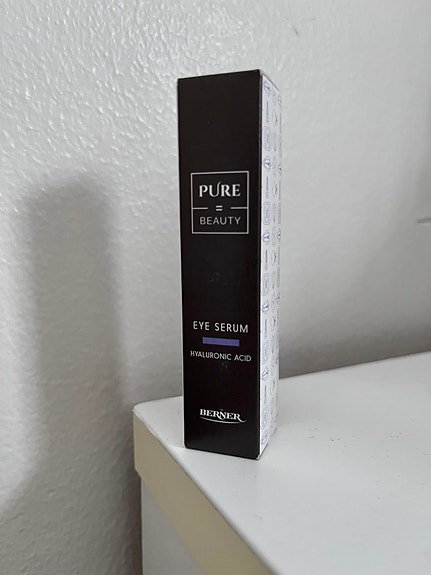 PURE
=
BEAUTY
EYE SERUM
HYALURONIC ACID
BERNER